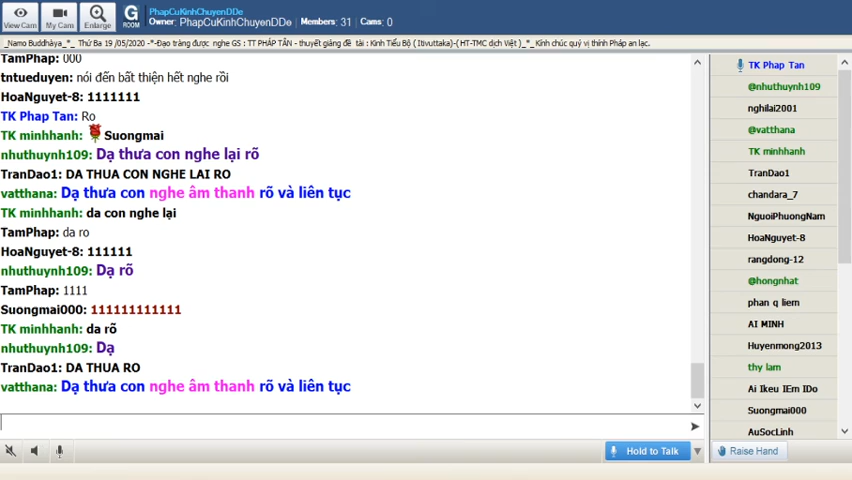 View Cam
My Cam
Enlarge
G
ROOM
PhapCuKinhChuyenDDe
Owner: PhapCuKinhChuyenDDe Members: 31 Cams: 0
_Namo Buddhàya_*_ Thứ Ba 19 /05/2020 -*-Đạo tràng được nghe GS : TT PHÁP TÂN - thuyết giảng đề tài : Kinh Tiểu Bộ ( Itivuttaka)-( HT-TMC dịch Việt )_*_ Kính chúc quý vị thính Pháp an lạc.
TamPhap: 000
tntueduyen: nói đến bất thiện hết nghe rồi
HoaNguyet-8: 1111111
TK Phap Tan: Ro
TK minhhanh: Suongmai
nhuthuynh109: Dạ thưa con nghe lại rõ
TranDao1: DA THUA CON NGHE LAI RO
vatthana: Dạ thưa con nghe âm thanh rõ và liên tục
TK minhhanh: da con nghe lại
TamPhap: da ro
HoaNguyet-8: 111111
nhuthuynh109: Dạ rõ
TamPhap: 1111
Suongmai000: 111111111111
TK minhhanh: da rõ
nhuthuynh109: Dạ
TranDao1: DA THUA RO
vatthana: Dạ thưa con nghe âm thanh rõ và liên tục
Hold to Talk
TK Phap Tan
@nhuthuynh109
nghilai2001
@vatthana
TK minhhanh
TranDao1
chandara_7
NguoiPhuongNam
HoaNguyet-8
rangdong-12
@hongnhat
phan q liem
AI MINH
Huyenmong2013
thy lam
Ai Ikeu IEm IDo
Suongmai000
AuSocLinh
Raise Hand